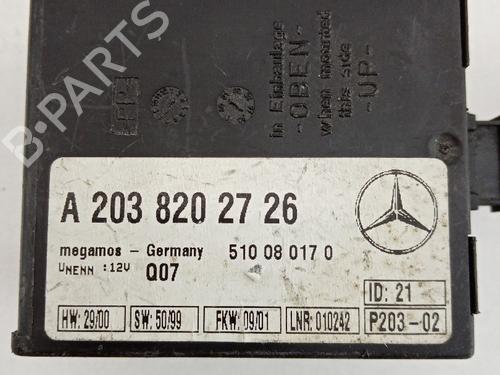 B-PARTS
in Einbaulage
-OBEN-
when mounted
this side
-UP-
A 203 820 27 26
megamos - Germany 510 08 017 0
UNENN :12V Q07
ID: 21
HW: 29/00 SW: 50/99 FKW: 09/01 LNR: 010242 P203-02